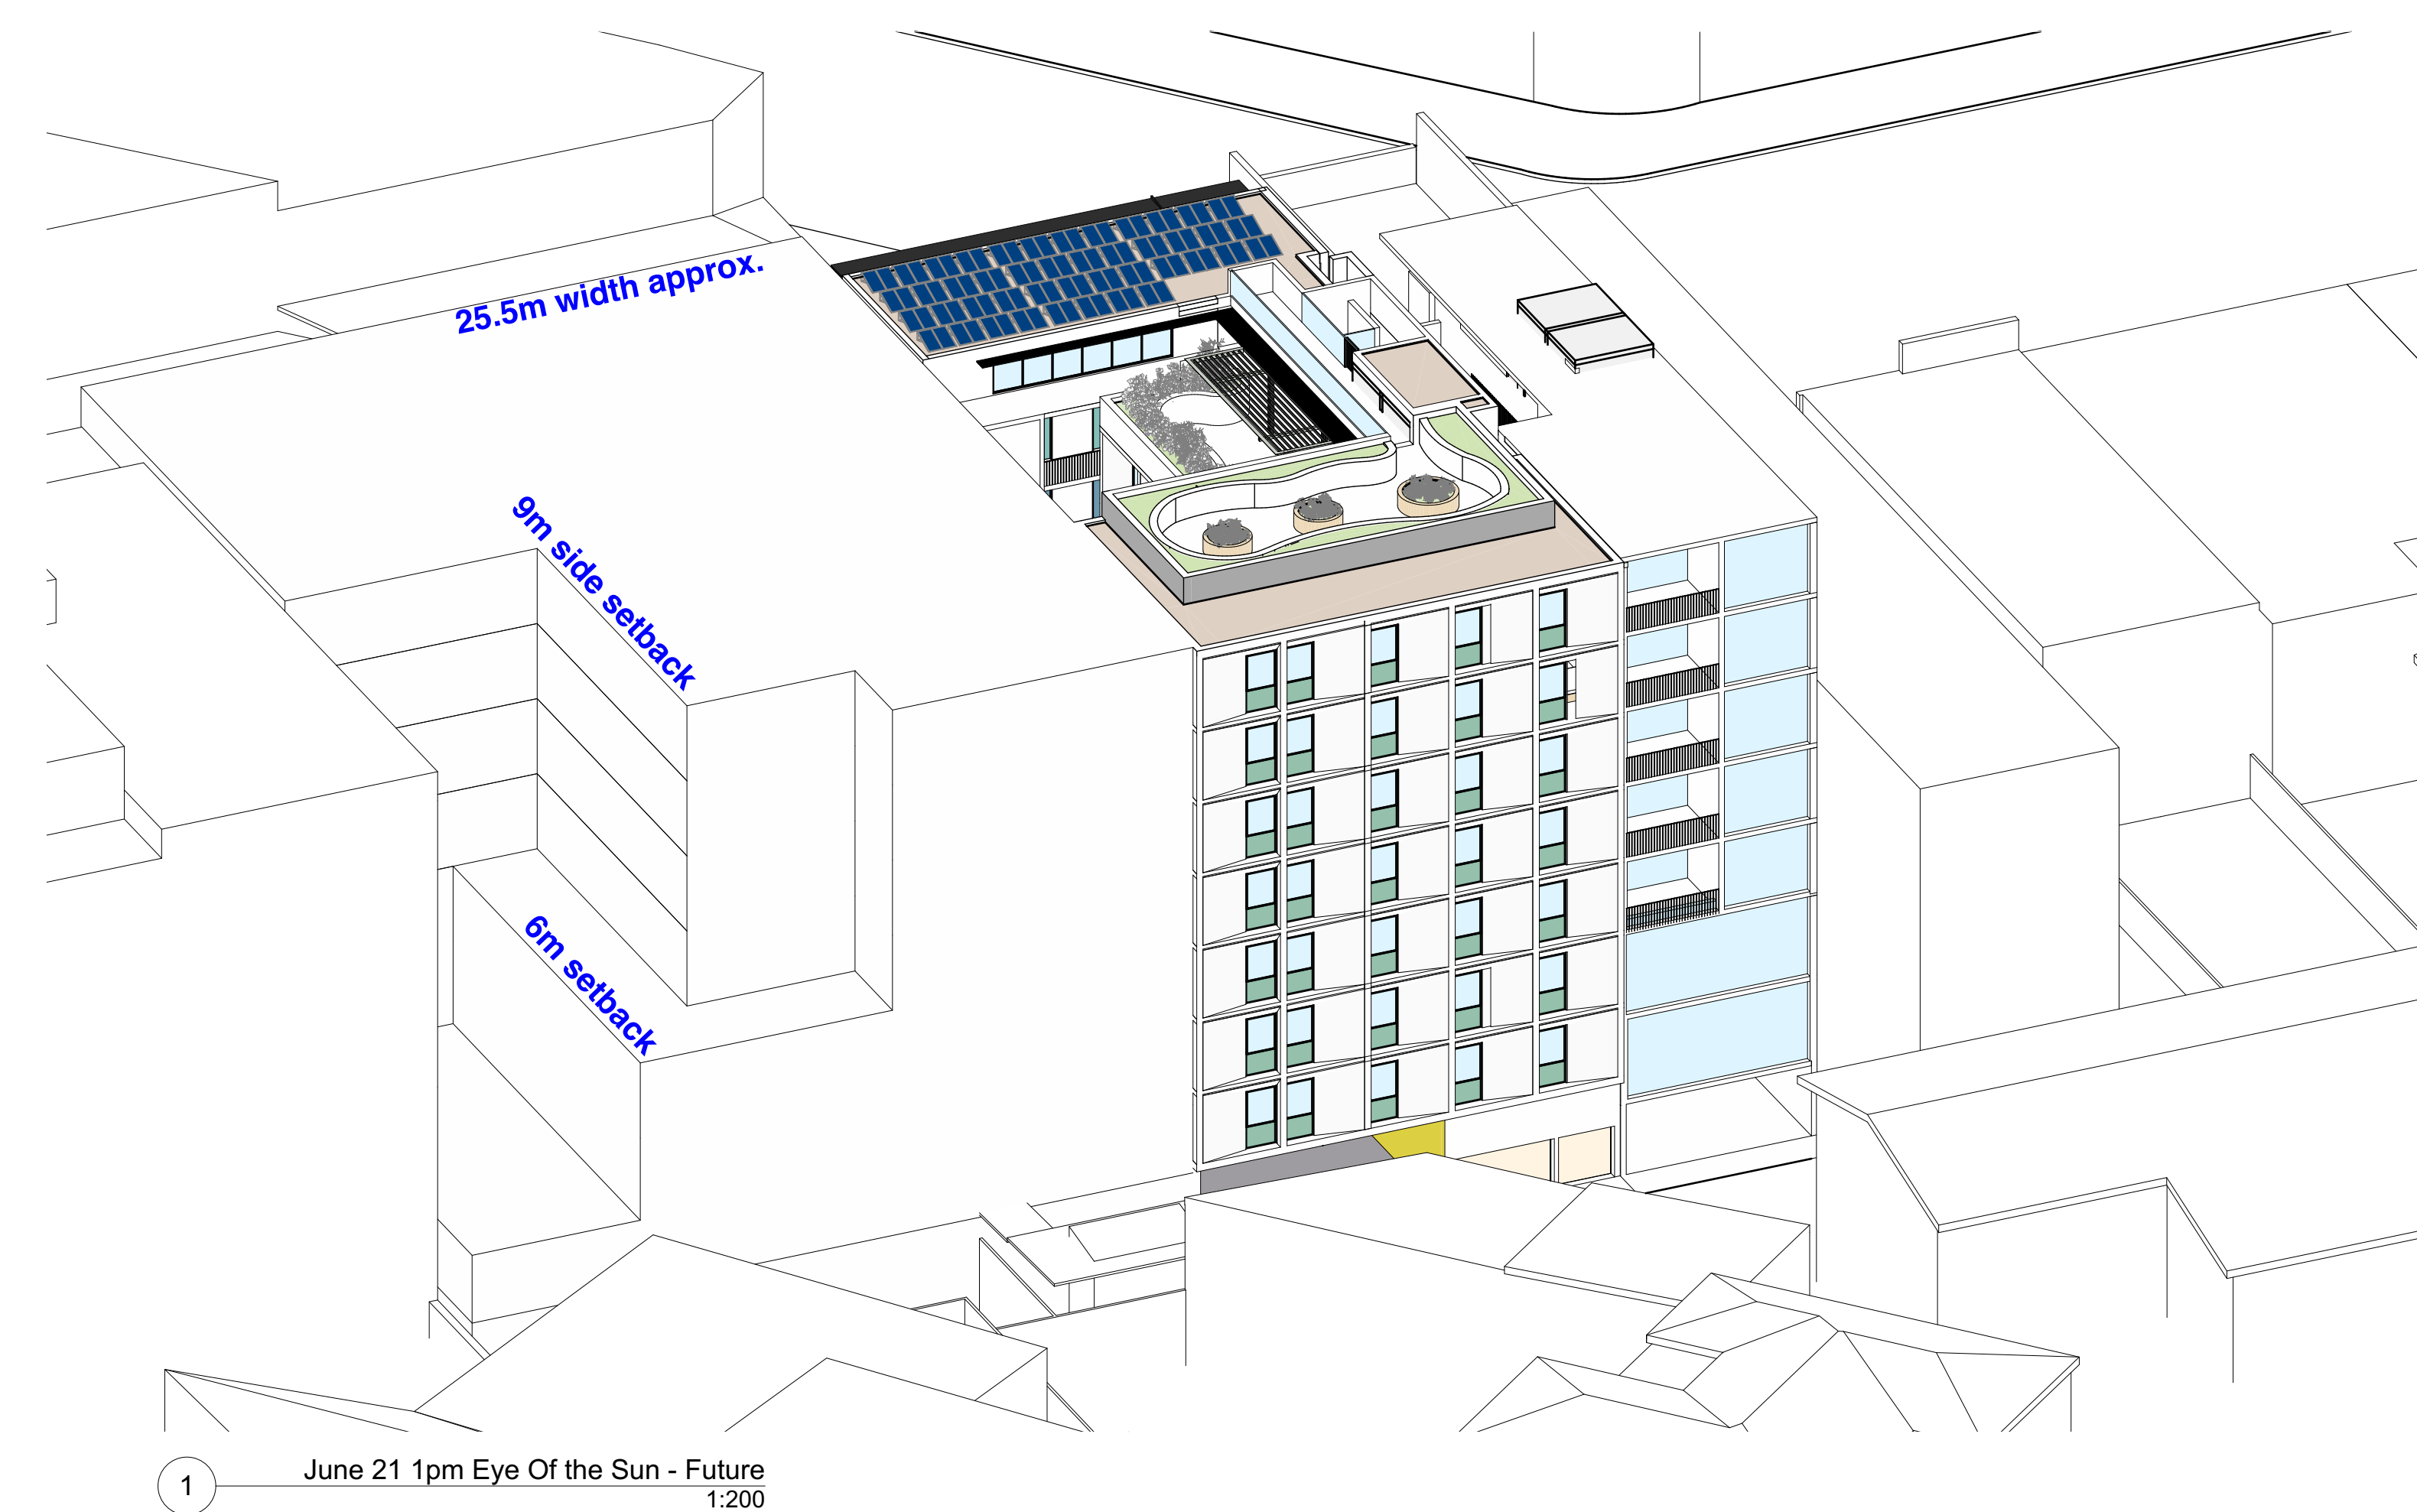 25.5m width approx.
9m side setback
6m setback
1
June 21 1pm Eye Of the Sun - Future
1:200